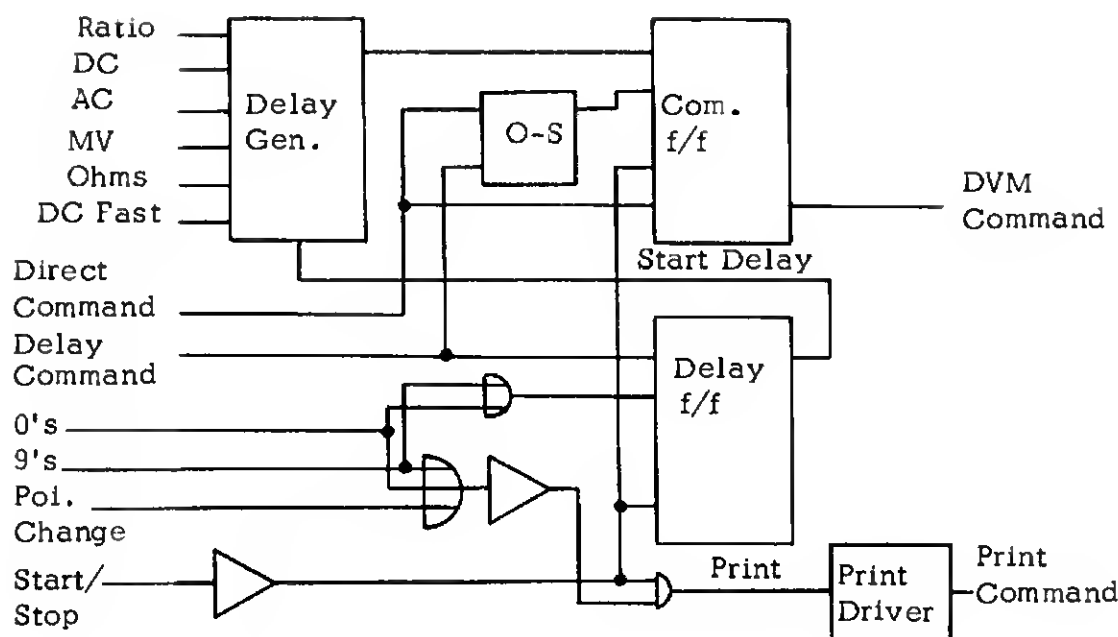 Ratio
DC
AC
MV
Ohms
DC Fast
Delay
Gen.
O-S
Com.
f/f
DVM
Command
Start Delay
Direct
Command
Delay
Command
Delay
f/f
0's
9's
Pol.
Change
Start/
Stop
Print
Print
Driver
Print
Command